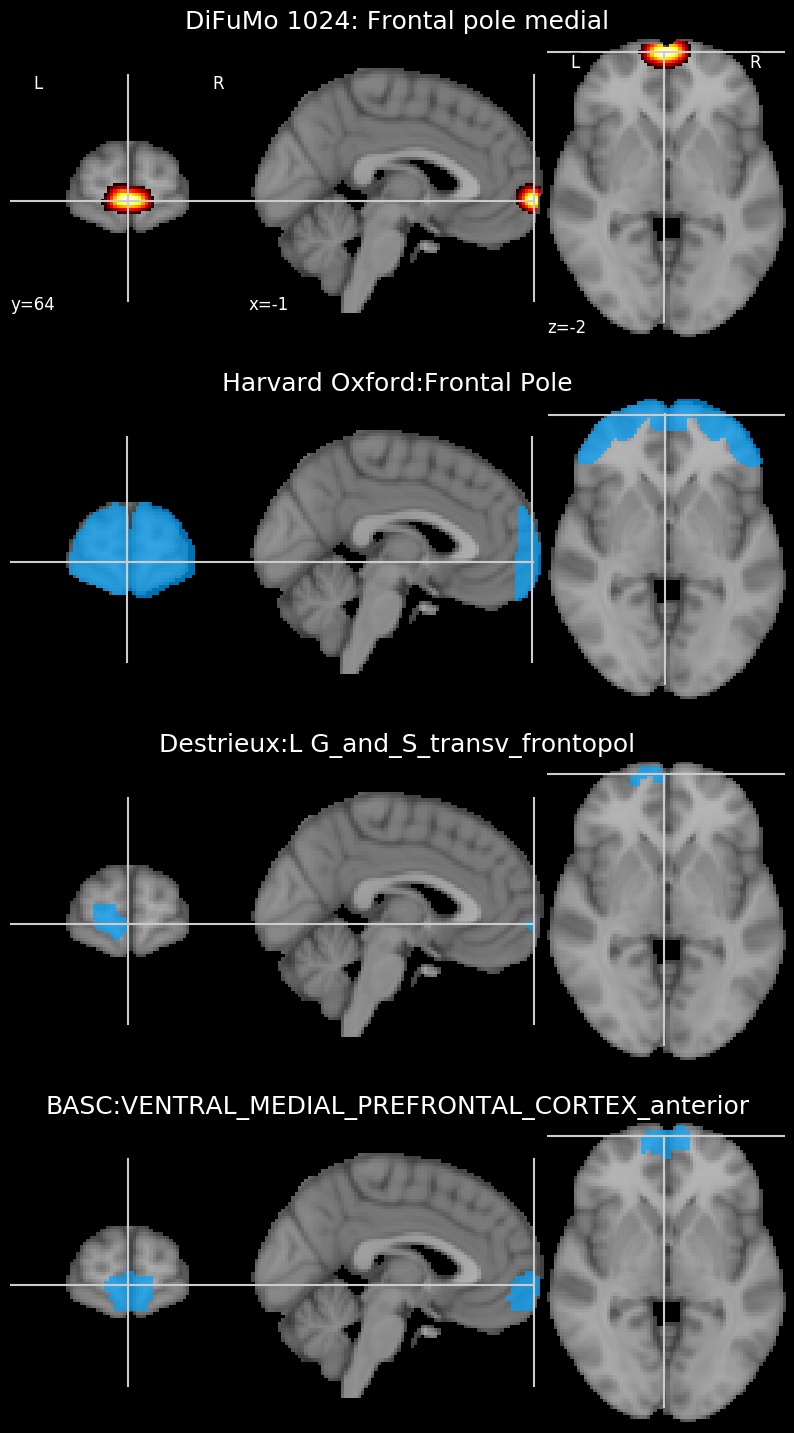 DiFuMo 1024: Frontal pole medial
L R L R
y=64 x=-1 z=-2
Harvard Oxford:Frontal Pole
Destrieux:L G_and_S_transv_frontopol
BASC:VENTRAL_MEDIAL_PREFRONTAL_CORTEX_anterior